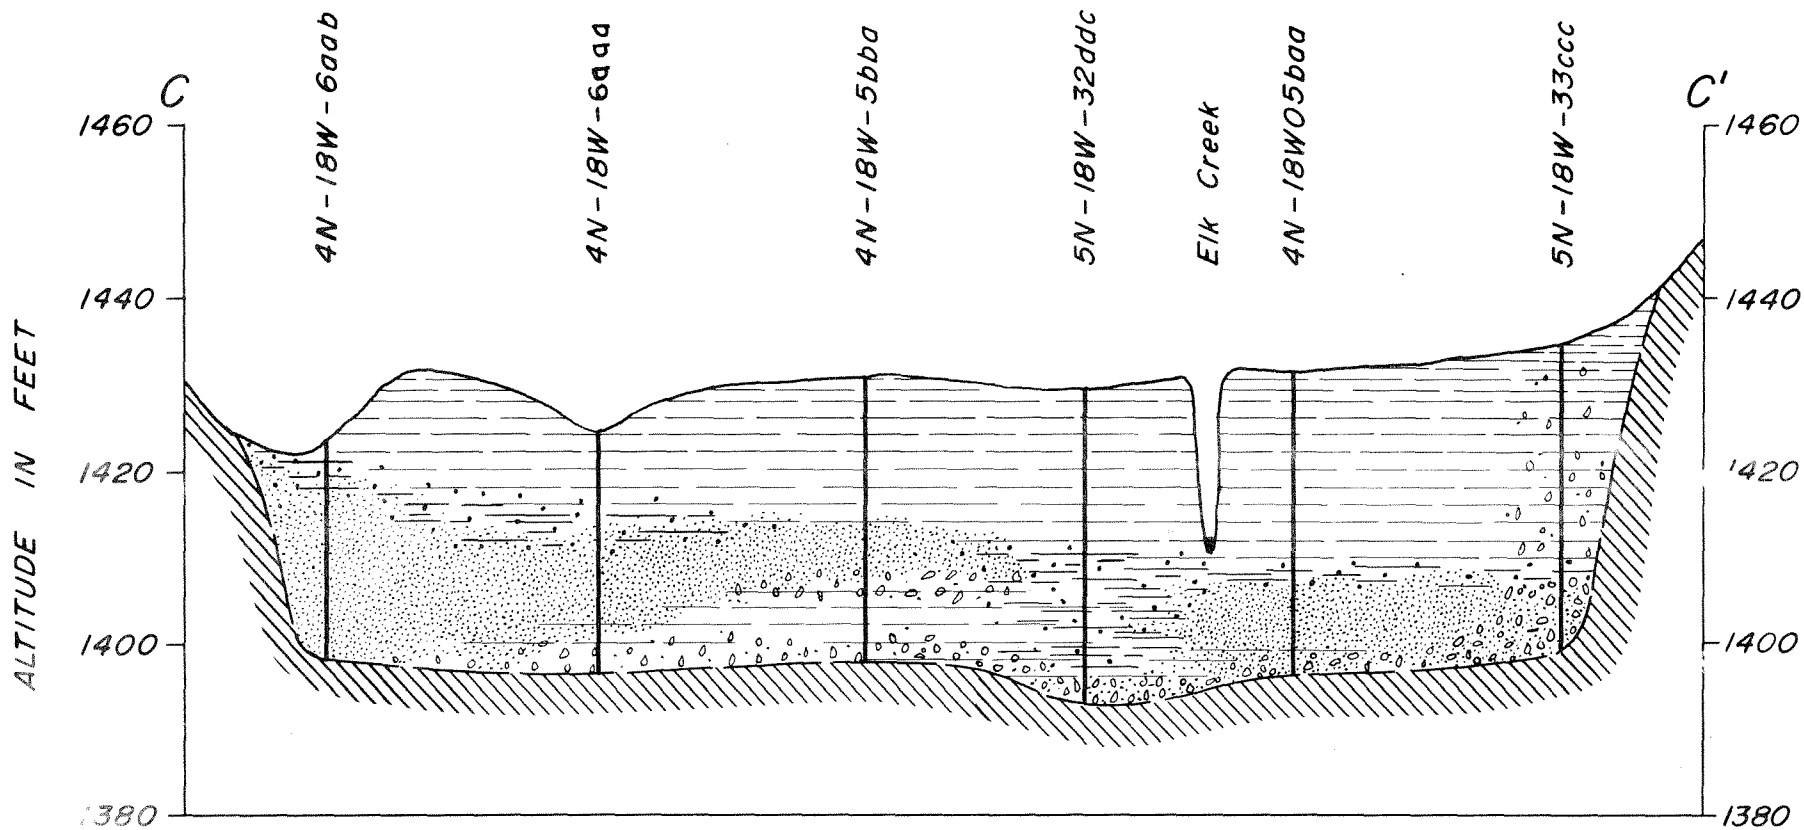 4N-18W-6aab
4N-18W-6aaa
4N-18W-5bba
5N-18W-32ddc
Elk Creek
4N-18W05baa
5N-18W-33ccc
C
C'
1460
1460
1440
1440
1420
1420
1400
1400
1380
1380
ALTITUDE IN FEET